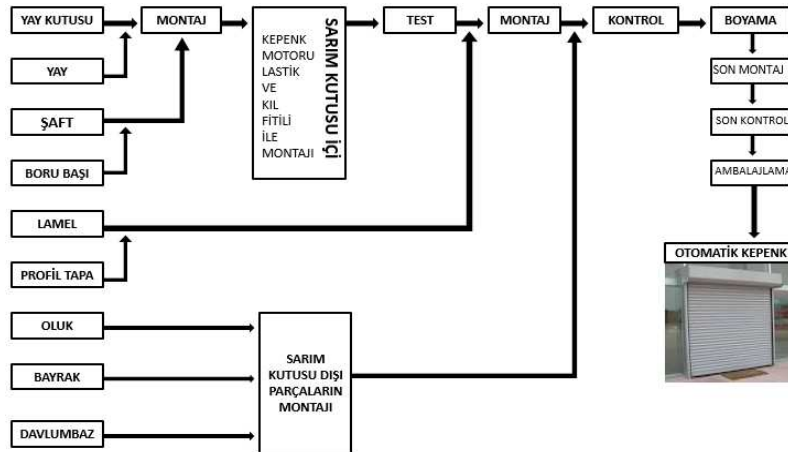 YAY KUTUSU
MONTAJ
TEST
MONTAJ
KONTROL
BOYAMA
YAY
ŞAFT
BORU BAŞI
LAMEL
PROFİL TAPA
OLUK
BAYRAK
DAVLUMBAZ
KEPENK
MOTORU
LASTİK
VE
KIL
FİTİLİ
İLE
MONTAJI
SARIM KUTUSU İÇİ
SARIM
KUTUSU DIŞI
PARÇALARIN
MONTAJI
SON MONTAJ
SON KONTROL
AMBALAJLAMA
OTOMATİK KEPENK